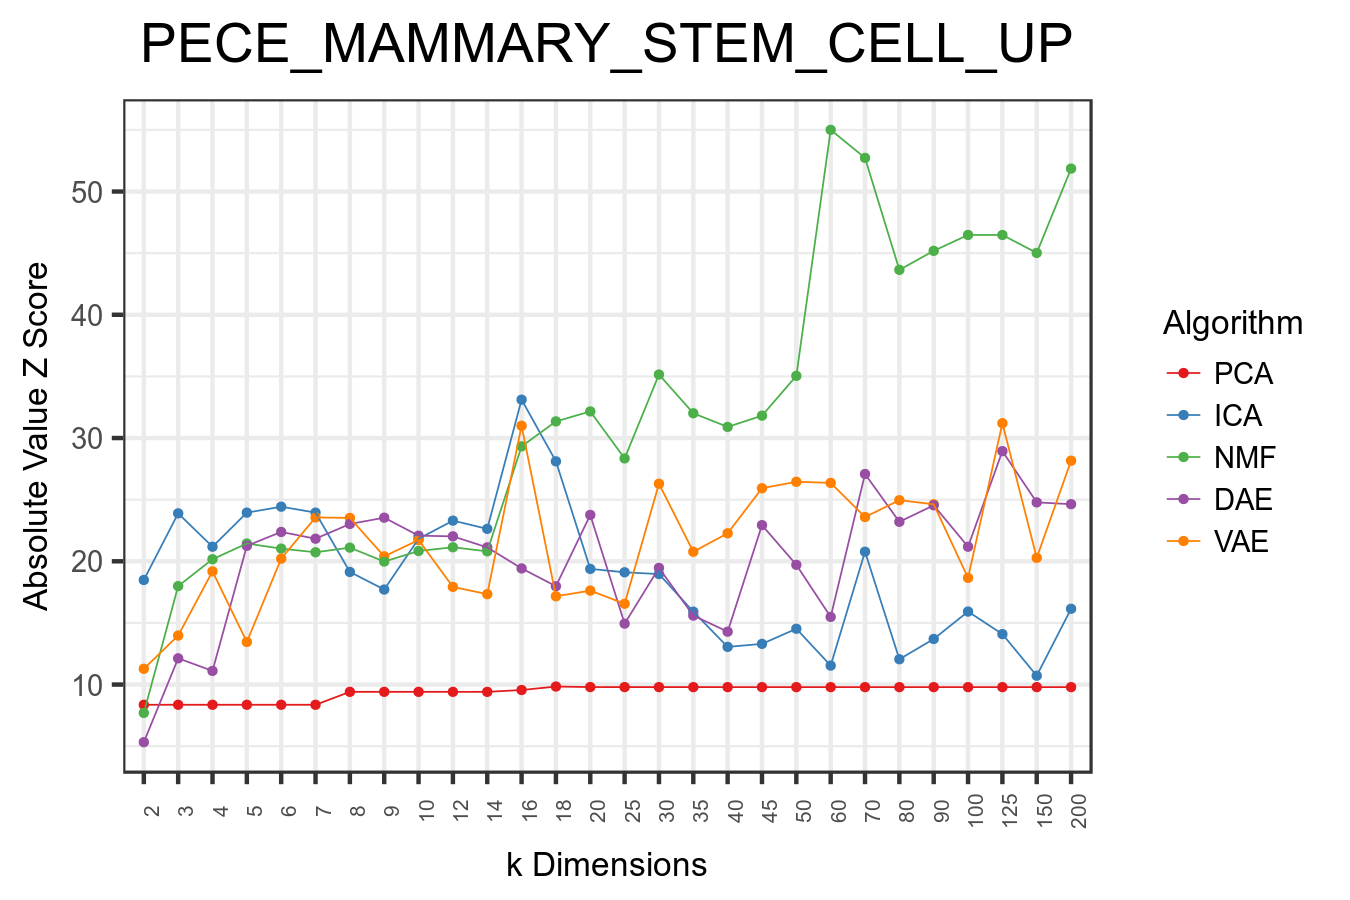 PECE_MAMMARY_STEM_CELL_UP
Absolute Value Z Score
50
40
30
20
10
2 3 4 5 6 7 8 9 10 12 14 16 18 20 25 30 35 40 45 50 60 70 80 90 100 125 150 200
k Dimensions
Algorithm
PCA
ICA
NMF
DAE
VAE